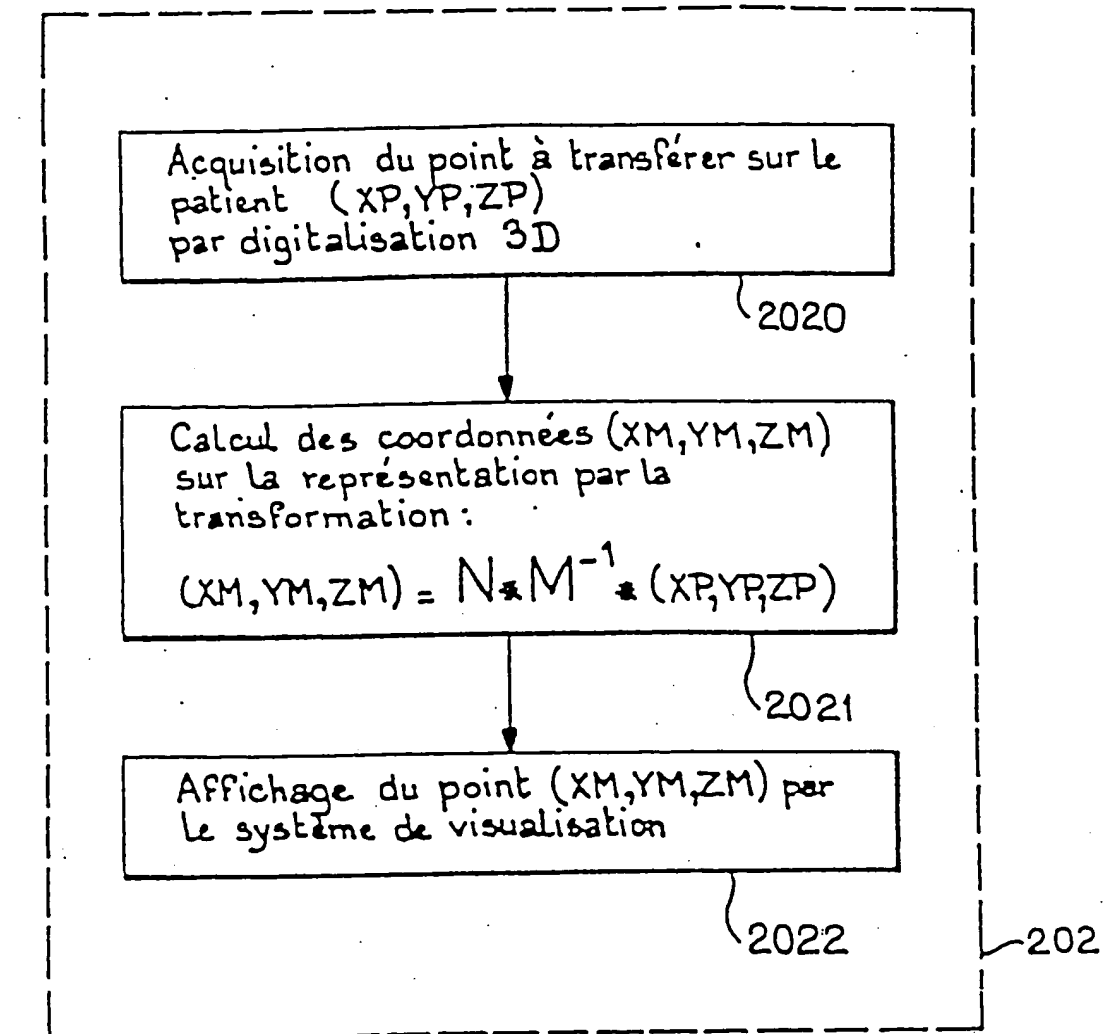 Acquisition du point à transférer sur le
patient (XP,YP,ZP)
par digitalisation 3D
2020
Calcul des coordonnées (XM,YM,ZM)
sur la représentation par la
transformation :
(XM,YM,ZM) = N*M⁻¹* (XP,YP,ZP)
2021
Affichage du point (XM,YM,ZM) par
le système de visualisation
2022
202